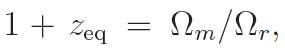 1 + z_eq = Ω_m/Ω_r,